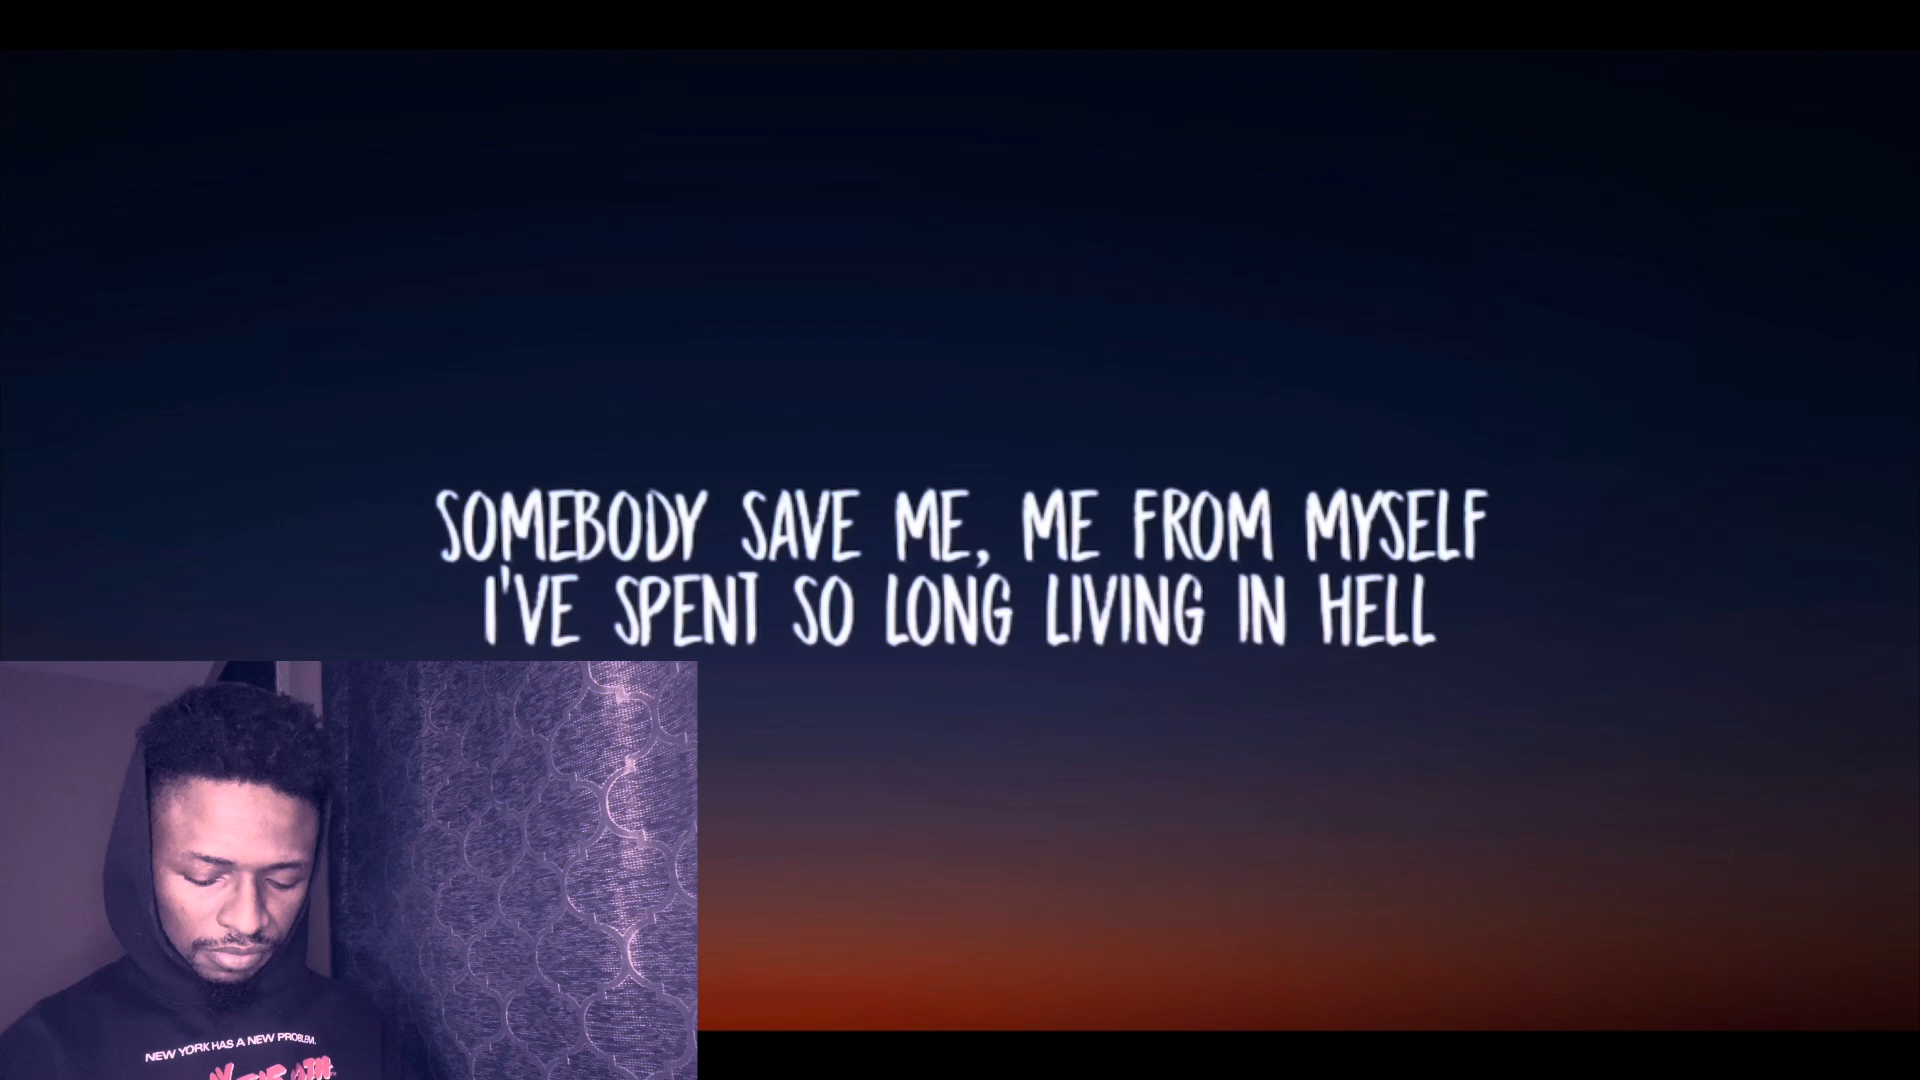 SOMEBODY SAVE ME, ME FROM MYSELF
I'VE SPENT SO LONG LIVING IN HELL
NEW YORK HAS A NEW PROBLEM.